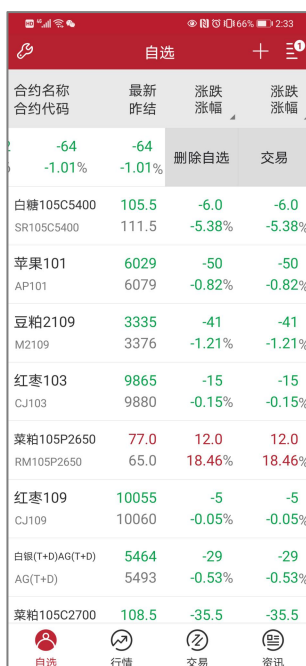 HD 4G 66% 2:33
自选 1
合约名称 最新 涨跌 涨跌
合约代码 昨结 涨幅 涨幅
-64 -64 删除自选 交易
-1.01% -1.01%
白糖105C5400 105.5 -6.0 -6.0
SR105C5400 111.5 -5.38% -5.38%
苹果101 6029 -50 -50
AP101 6079 -0.82% -0.82%
豆粕2109 3335 -41 -41
M2109 3376 -1.21% -1.21%
红枣103 9865 -15 -15
CJ103 9880 -0.15% -0.15%
菜粕105P2650 77.0 12.0 12.0
RM105P2650 65.0 18.46% 18.46%
红枣109 10055 -5 -5
CJ109 10060 -0.05% -0.05%
白银(T+D)AG(T+D) 5464 -29 -29
AG(T+D) 5493 -0.53% -0.53%
菜粕105C2700 108.5 -35.5 -35.5
自选 行情 交易 资讯